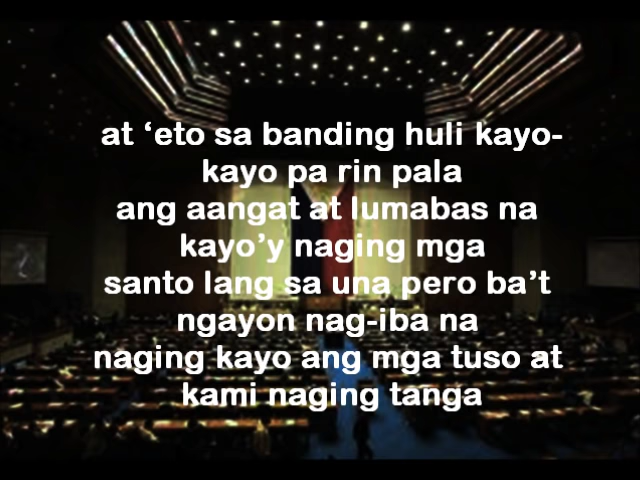 at ‘eto sa banding huli kayo-
kayo pa rin pala
ang aangat at lumabas na
kayo’y naging mga
santo lang sa una pero ba’t
ngayon nag-iba na
naging kayo ang mga tuso at
kami naging tanga